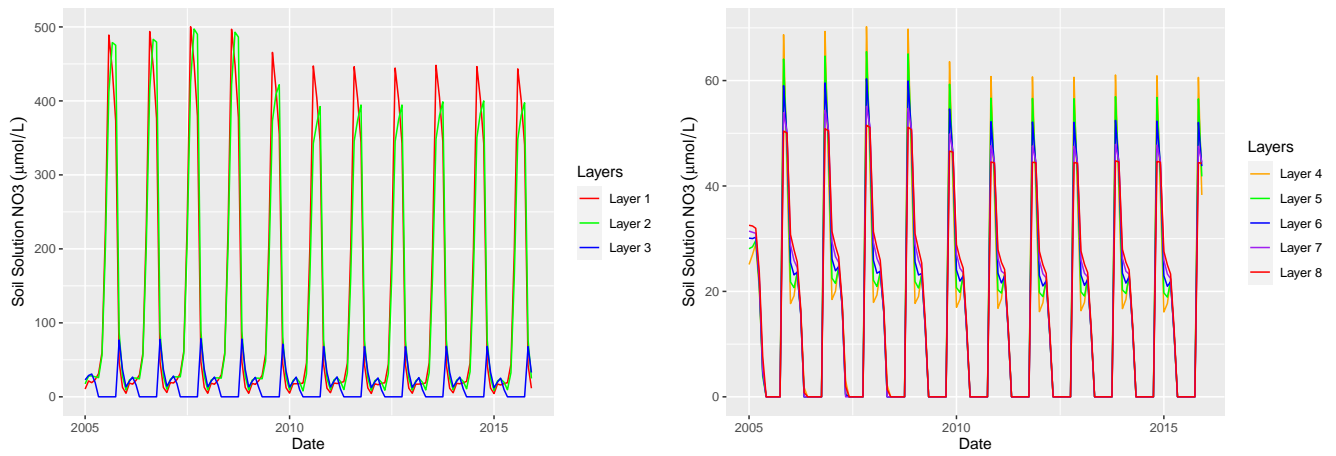 Soil Solution NO3 (μmol/L)
500
400
300
200
100
0
2005
2010
2015
Date
Layers
Layer 1
Layer 2
Layer 3
Soil Solution NO3 (μmol/L)
60
40
20
0
2005
2010
2015
Date
Layers
Layer 4
Layer 5
Layer 6
Layer 7
Layer 8